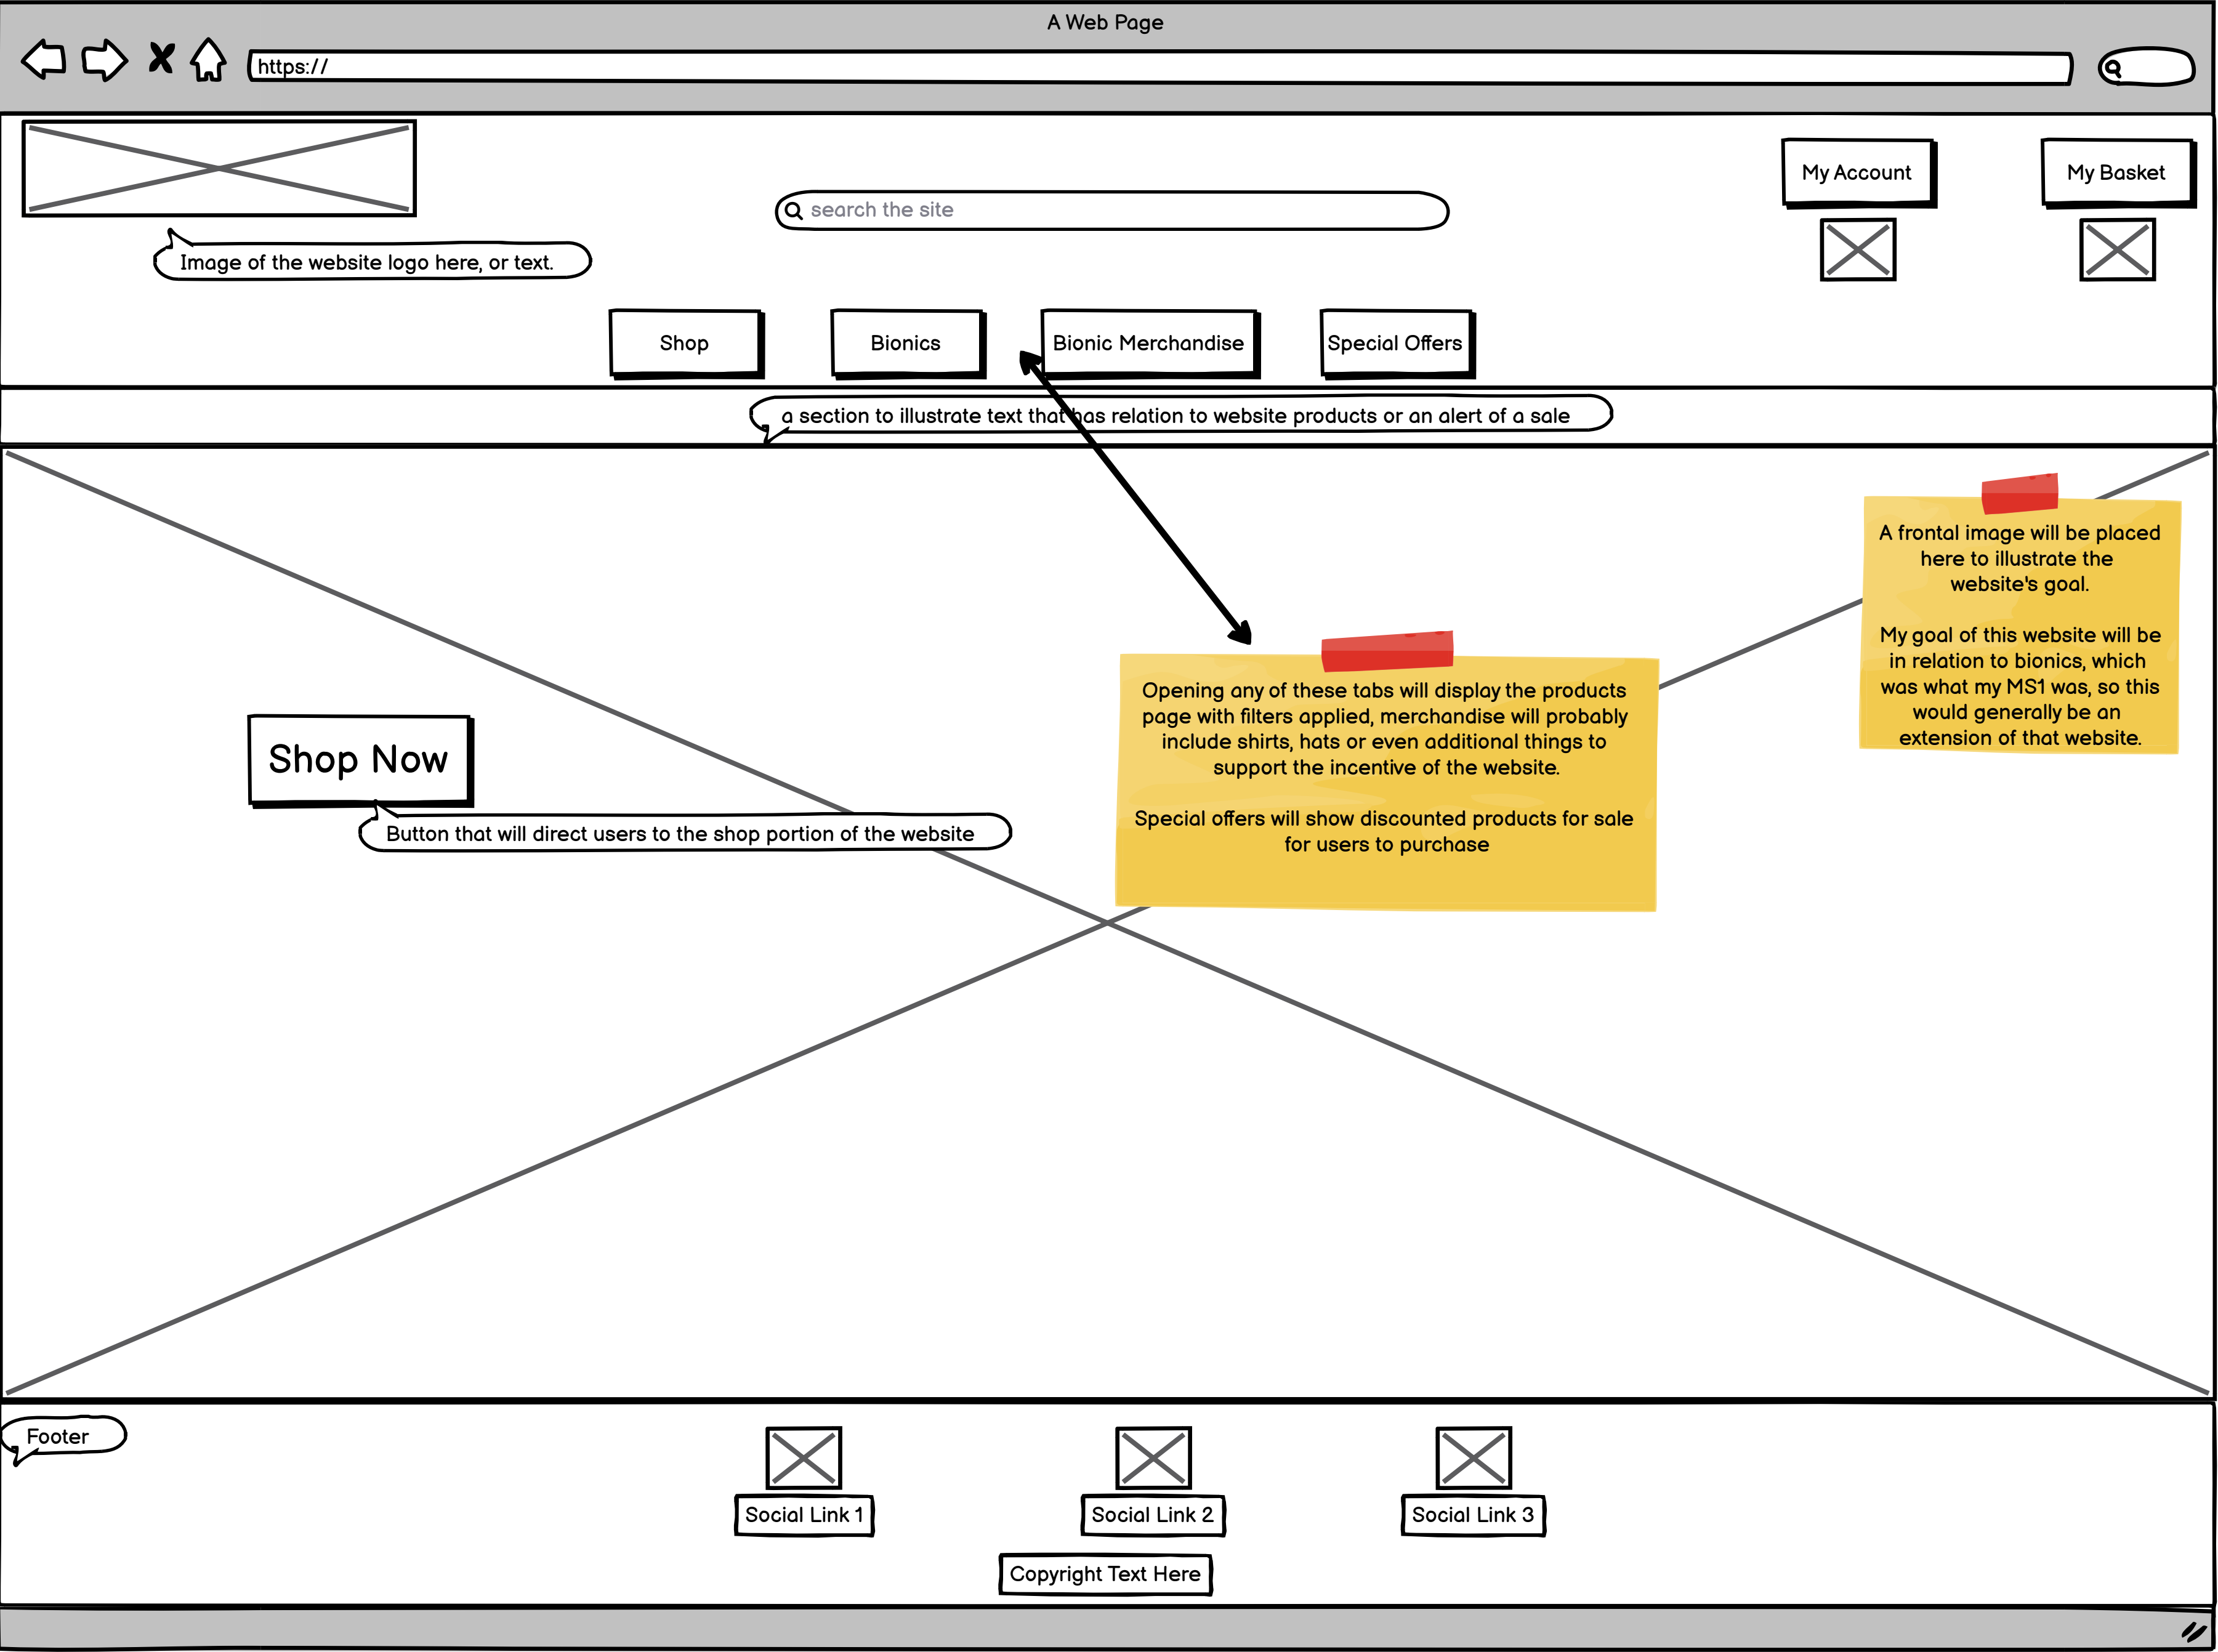 A Web Page
https://
My Account
My Basket
search the site
Image of the website logo here, or text.
Shop
Bionics
Bionic Merchandise
Special Offers
a section to illustrate text that has relation to website products or an alert of a sale
A frontal image will be placed
here to illustrate the
website's goal.
My goal of this website will be
in relation to bionics, which
was what my MS1 was, so this
would generally be an
extension of that website.
Opening any of these tabs will display the products
page with filters applied, merchandise will probably
include shirts, hats or even additional things to
support the incentive of the website.
Special offers will show discounted products for sale
for users to purchase
Shop Now
Button that will direct users to the shop portion of the website
Footer
Social Link 1
Social Link 2
Social Link 3
Copyright Text Here